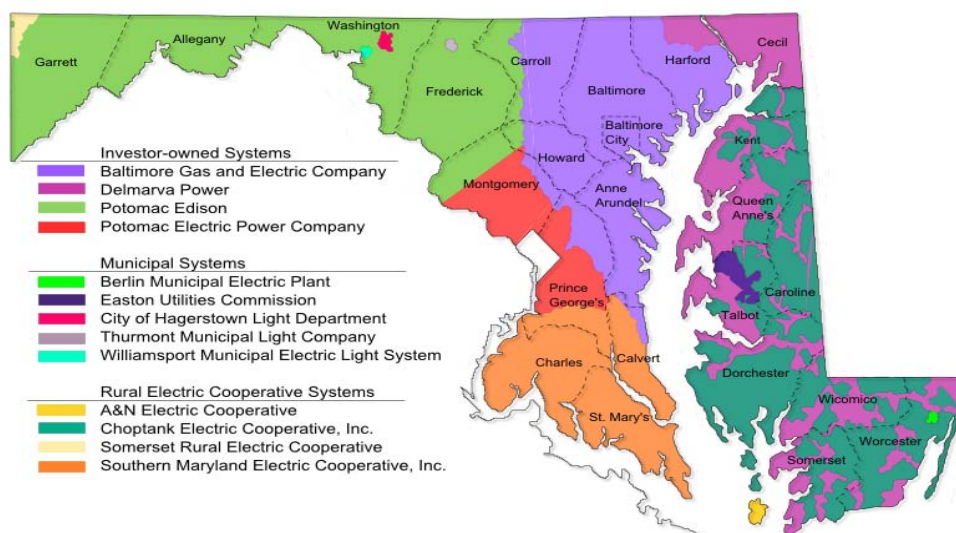 Washington
Allegany
Garrett
Carroll
Cecil
Harford
Frederick
Baltimore
Baltimore
City
Kent
Howard
Montgomery
Anne
Arundel
Queen
Anne's
Prince
George's
Caroline
Talbot
Charles
Calvert
Dorchester
St. Mary's
Wicomico
Worcester
Somerset
Investor-owned Systems
Baltimore Gas and Electric Company
Delmarva Power
Potomac Edison
Potomac Electric Power Company
Municipal Systems
Berlin Municipal Electric Plant
Easton Utilities Commission
City of Hagerstown Light Department
Thurmont Municipal Light Company
Williamsport Municipal Electric Light System
Rural Electric Cooperative Systems
A&N Electric Cooperative
Choptank Electric Cooperative, Inc.
Somerset Rural Electric Cooperative
Southern Maryland Electric Cooperative, Inc.